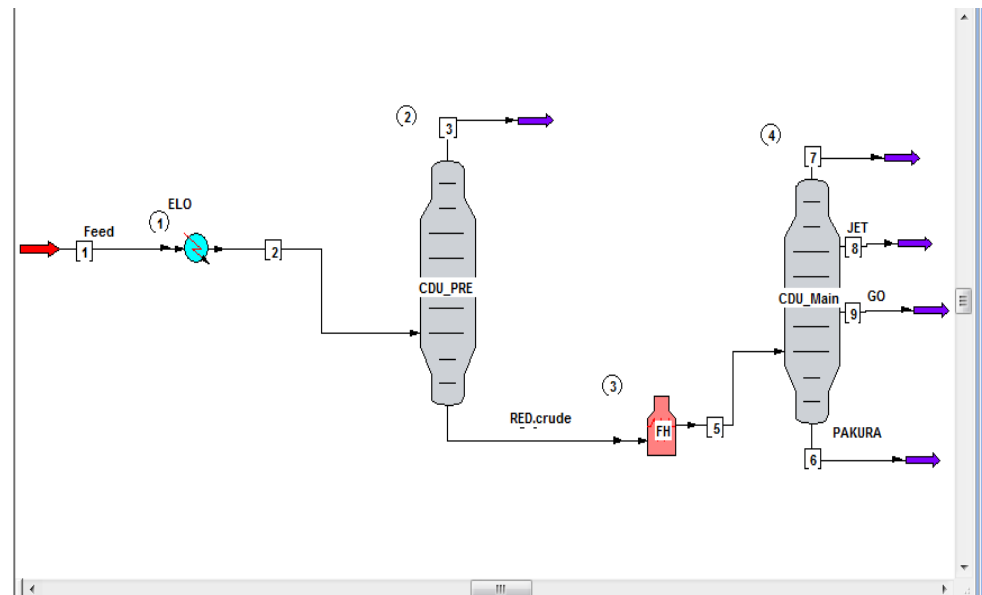 2
3
4
7
ELO
1
Feed
1
2
JET
8
CDU_PRE
CDU_Main
GO
9
3
RED.crude
FH
5
PAKURA
6